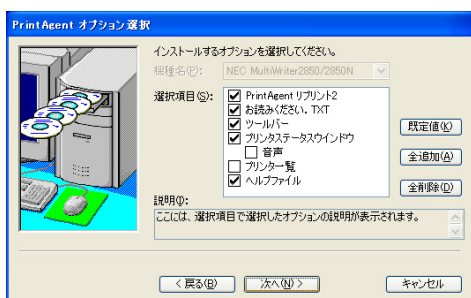 PrintAgent オプション選択
インストールするオプションを選択してください。
機種名(P): NEC MultiWriter2850/2850N
選択項目(S):
PrintAgent リプリント2
お読みください.TXT
ツールバー
プリンタステータスウインドウ
音声
プリンタ一覧
ヘルプファイル
既定値(K)
全追加(A)
全削除(D)
説明(I):
ここには、選択項目で選択したオプションの説明が表示されます。
< 戻る(B)
次へ(N) >
キャンセル